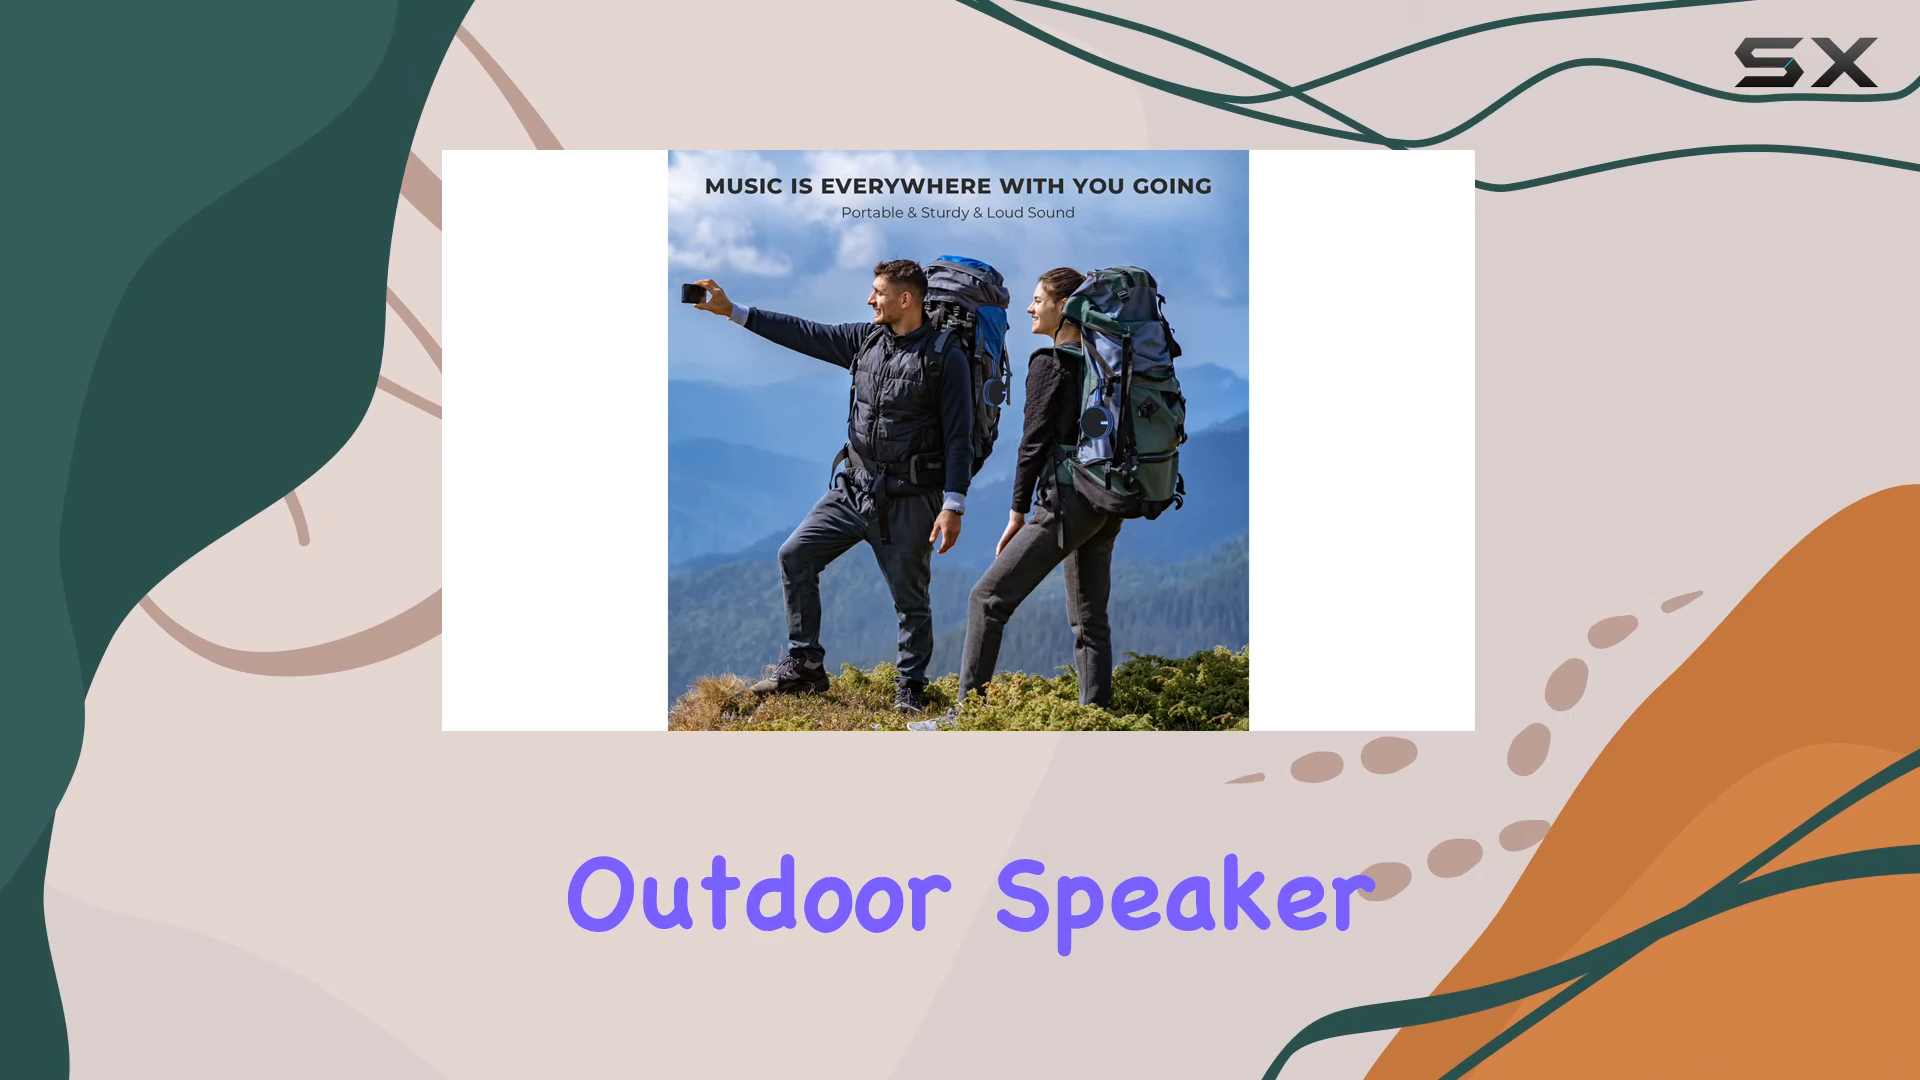 SX
MUSIC IS EVERYWHERE WITH YOU GOING
Portable & Sturdy & Loud Sound
Outdoor Speaker